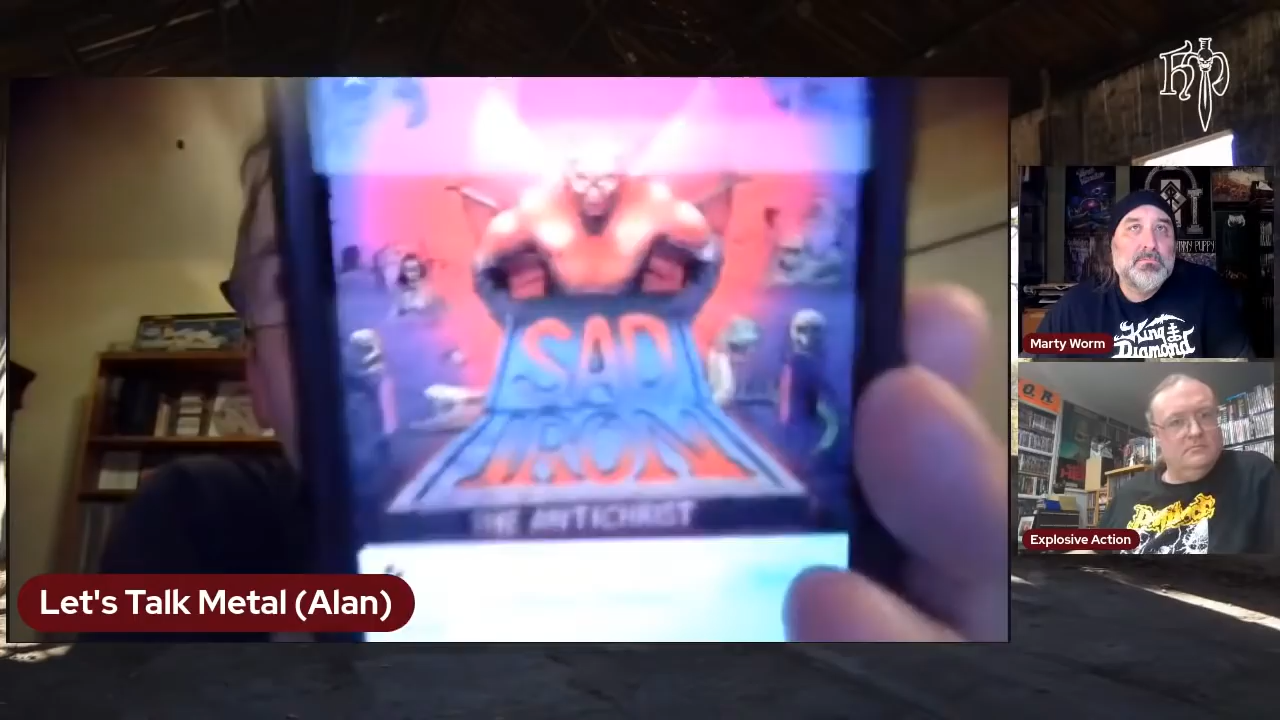 SAD
IRON
THE ANTICHRIST
Let's Talk Metal (Alan)
King
Diamond
Marty Worm
Explosive Action